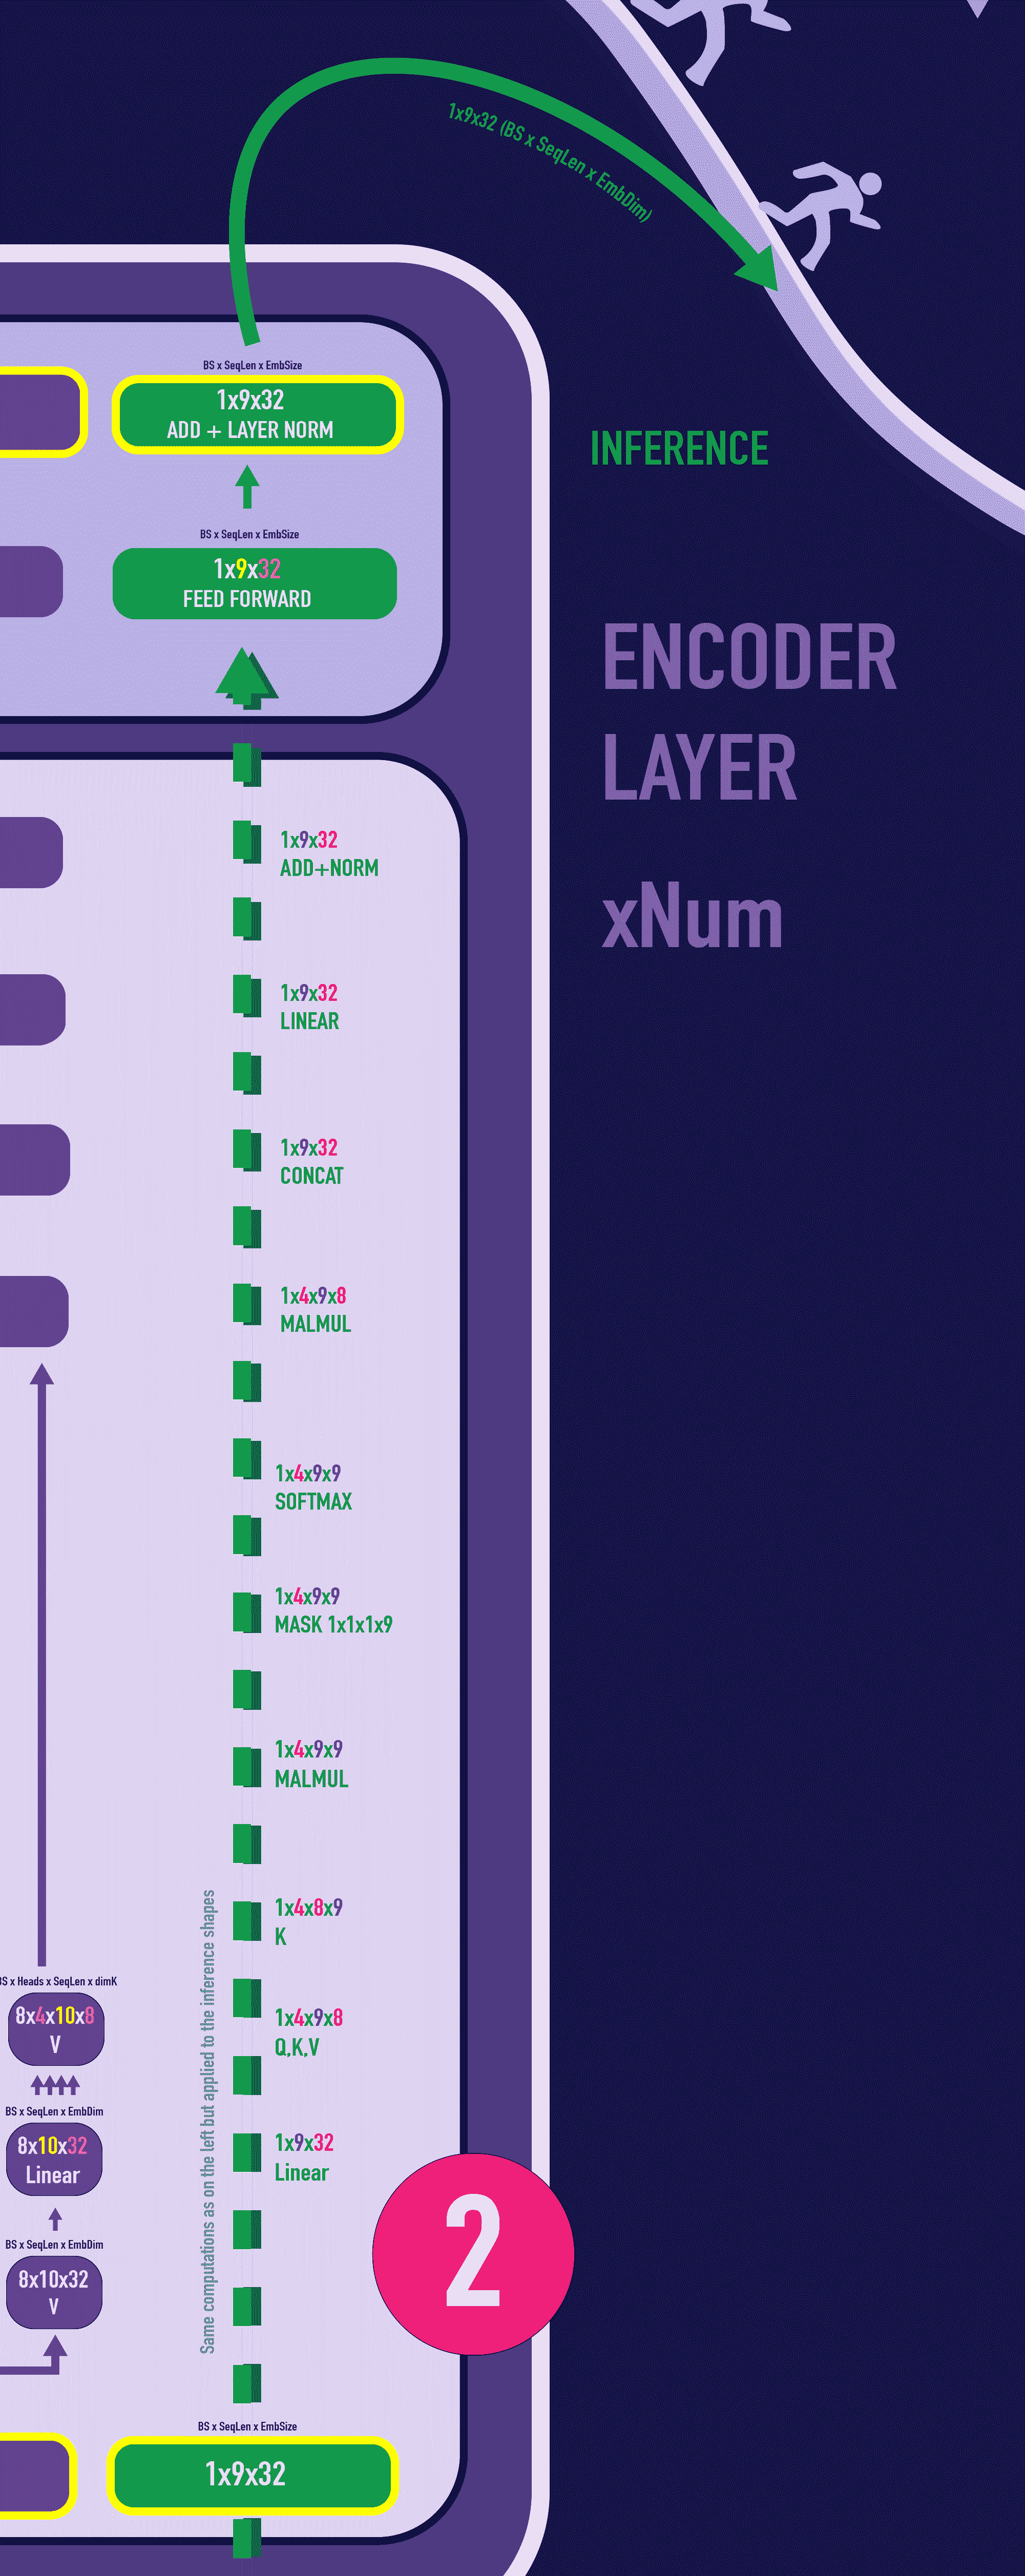 1x9x32 (BS x SeqLen x EmbDim)
BS x SeqLen x EmbSize
1x9x32
ADD + LAYER NORM
INFERENCE
BS x SeqLen x EmbSize
1x9x32
FEED FORWARD
ENCODER
LAYER
xNum
1x9x32
ADD+NORM
1x9x32
LINEAR
1x9x32
CONCAT
1x4x9x8
MALMUL
1x4x9x9
SOFTMAX
1x4x9x9
MASK 1x1x1x9
1x4x9x9
MALMUL
1x4x8x9
K
1x4x9x8
Q,K,V
1x9x32
Linear
Same computations as on the left but applied to the inference shapes
BS x Heads x SeqLen x dimK
8x4x10x8
V
BS x SeqLen x EmbDim
8x10x32
Linear
BS x SeqLen x EmbDim
8x10x32
V
2
BS x SeqLen x EmbSize
1x9x32